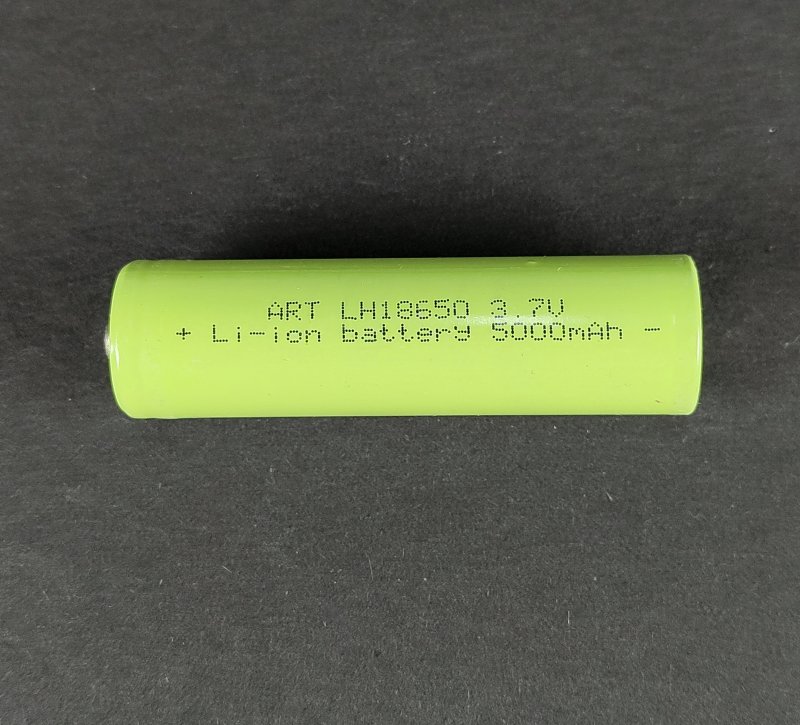 ART LH18650 3.7V
+ Li-ion battery 5000mAh -